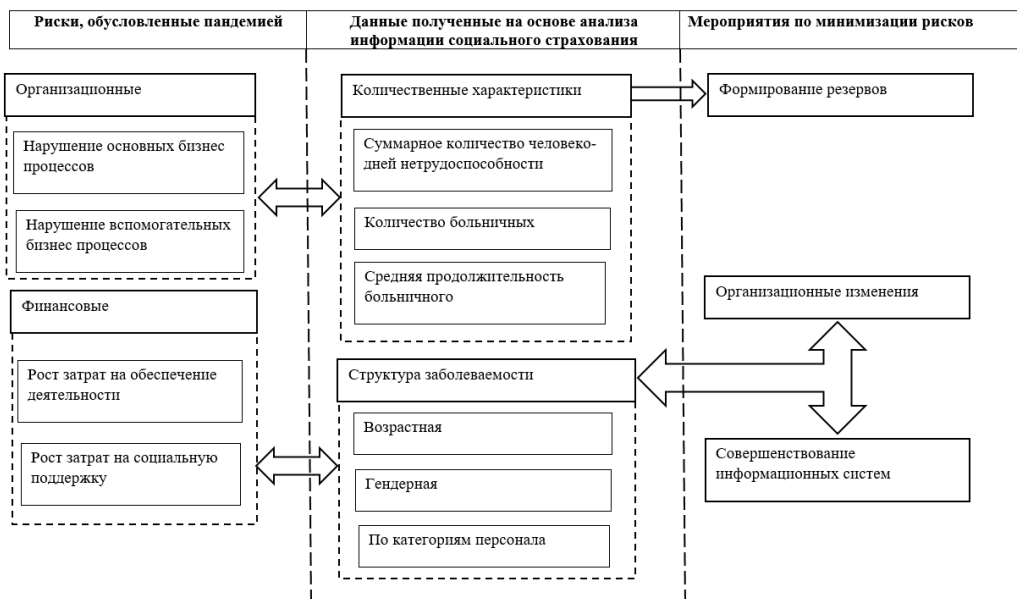 Риски, обусловленные пандемией
Данные полученные на основе анализа
информации социального страхования
Мероприятия по минимизации рисков
Организационные
Нарушение основных бизнес
процессов
Нарушение вспомогательных
бизнес процессов
Финансовые
Рост затрат на обеспечение
деятельности
Рост затрат на социальную
поддержку
Количественные характеристики
Суммарное количество человеко-
дней нетрудоспособности
Количество больничных
Средняя продолжительность
больничного
Структура заболеваемости
Возрастная
Гендерная
По категориям персонала
Формирование резервов
Организационные изменения
Совершенствование
информационных систем